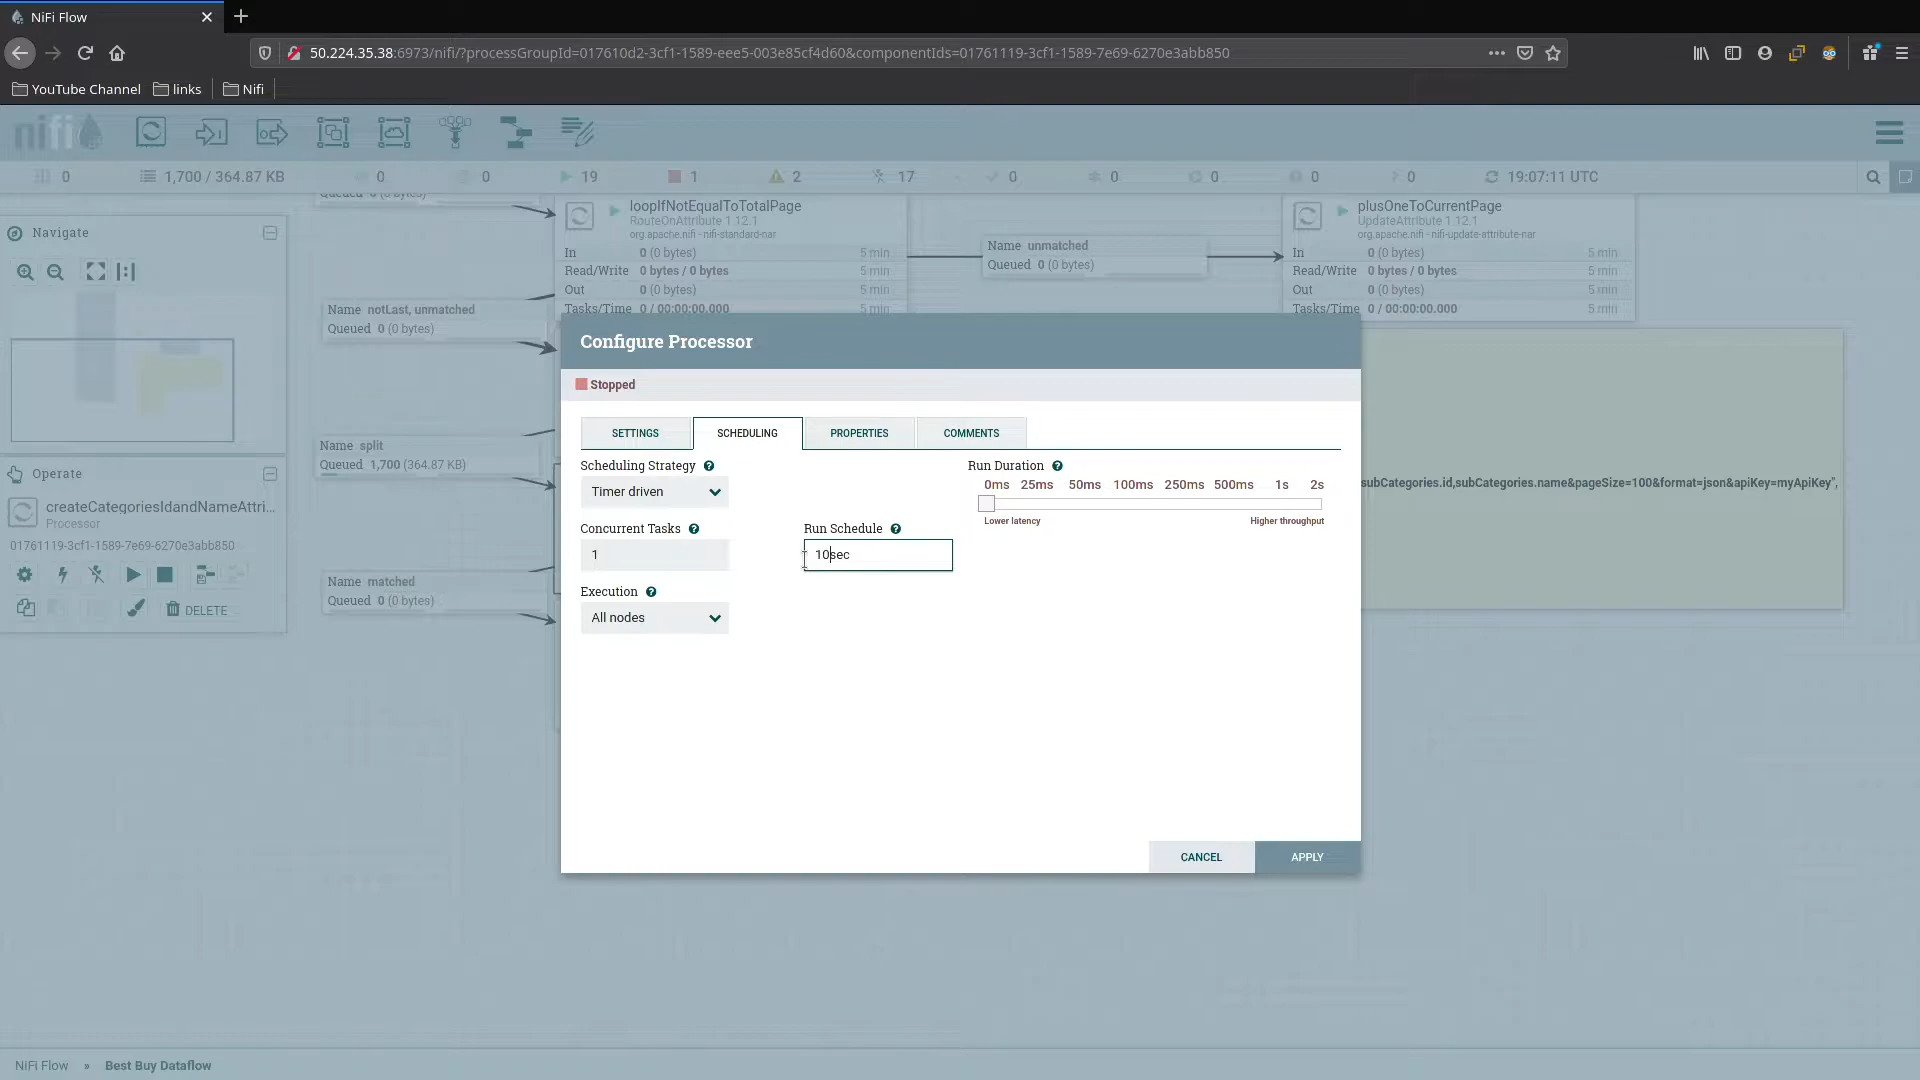 NiFi Flow
50.224.35.38:6973/nifi/?processGroupId=017610d2-3cf1-1589-eee5-003e85cf4d60&componentIds=01761119-3cf1-1589-7e69-6270e3abb850
YouTube Channel links Nifi
nifi
0 1,700 / 364.87 KB 0 0 19 1 2 17 0 0 0 0 0 19:07:11 UTC
Queued 0 (0 bytes)
loopIfNotEqualToTotalPage
RouteOnAttribute 1.12.1
org.apache.nifi - nifi-standard-nar
In 0 (0 bytes) 5 min
Read/Write 0 bytes / 0 bytes 5 min
Out 0 (0 bytes) 5 min
Tasks/Time 0 / 00:00:00.000 5 min
Name unmatched
Queued 0 (0 bytes)
plusOneToCurrentPage
UpdateAttribute 1.12.1
org.apache.nifi - nifi-update-attribute-nar
In 0 (0 bytes) 5 min
Read/Write 0 bytes / 0 bytes 5 min
Out 0 (0 bytes) 5 min
Tasks/Time 0 / 00:00:00.000 5 min
Navigate
Name notLast, unmatched
Queued 0 (0 bytes)
Name split
Queued 1,700 (364.87 KB)
Name matched
Queued 0 (0 bytes)
Operate
createCategoriesIdandNameAttri...
Processor
01761119-3cf1-1589-7e69-6270e3abb850
DELETE
Configure Processor
Stopped
SETTINGS SCHEDULING PROPERTIES COMMENTS
Scheduling Strategy
Timer driven
Run Duration
0ms 25ms 50ms 100ms 250ms 500ms 1s 2s
Lower latency Higher throughput
Concurrent Tasks
1
Run Schedule
10sec
Execution
All nodes
CANCEL APPLY
subCategories.id,subCategories.name&pageSize=100&format=json&apiKey=myApiKey",
NiFi Flow » Best Buy Dataflow